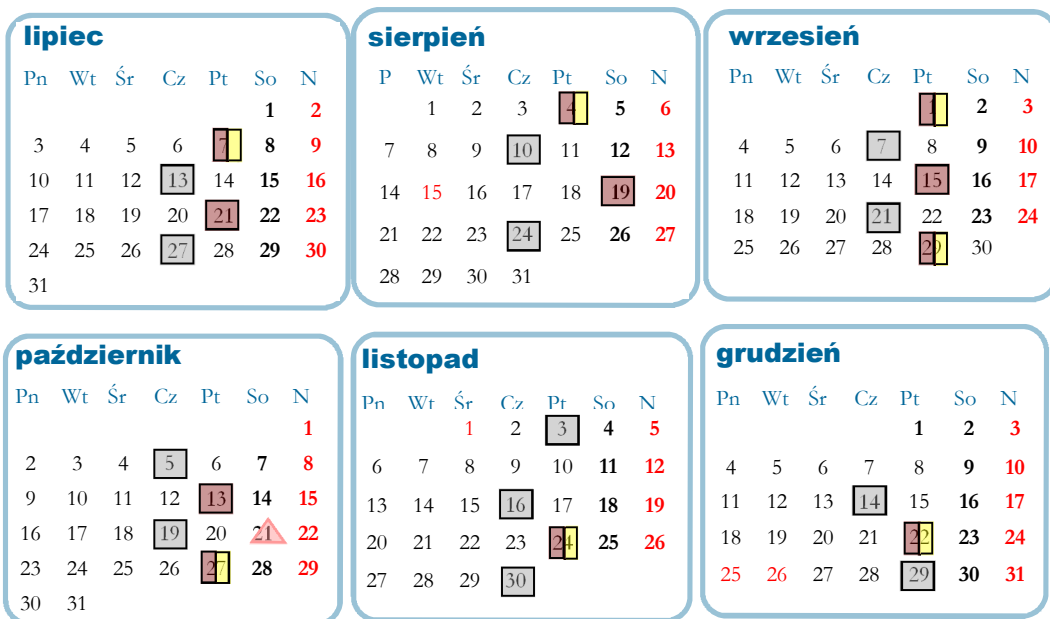 lipiec
Pn Wt Śr Cz Pt So N
1 2
3 4 5 6 7 8 9
10 11 12 13 14 15 16
17 18 19 20 21 22 23
24 25 26 27 28 29 30
31
sierpień
P Wt Śr Cz Pt So N
1 2 3 4 5 6
7 8 9 10 11 12 13
14 15 16 17 18 19 20
21 22 23 24 25 26 27
28 29 30 31
wrzesień
Pn Wt Śr Cz Pt So N
1 2 3
4 5 6 7 8 9 10
11 12 13 14 15 16 17
18 19 20 21 22 23 24
25 26 27 28 29 30
październik
Pn Wt Śr Cz Pt So N
1
2 3 4 5 6 7 8
9 10 11 12 13 14 15
16 17 18 19 20 21 22
23 24 25 26 27 28 29
30 31
listopad
Pn Wt Śr Cz Pt So N
1 2 3 4 5
6 7 8 9 10 11 12
13 14 15 16 17 18 19
20 21 22 23 24 25 26
27 28 29 30
grudzień
Pn Wt Śr Cz Pt So N
1 2 3
4 5 6 7 8 9 10
11 12 13 14 15 16 17
18 19 20 21 22 23 24
25 26 27 28 29 30 31